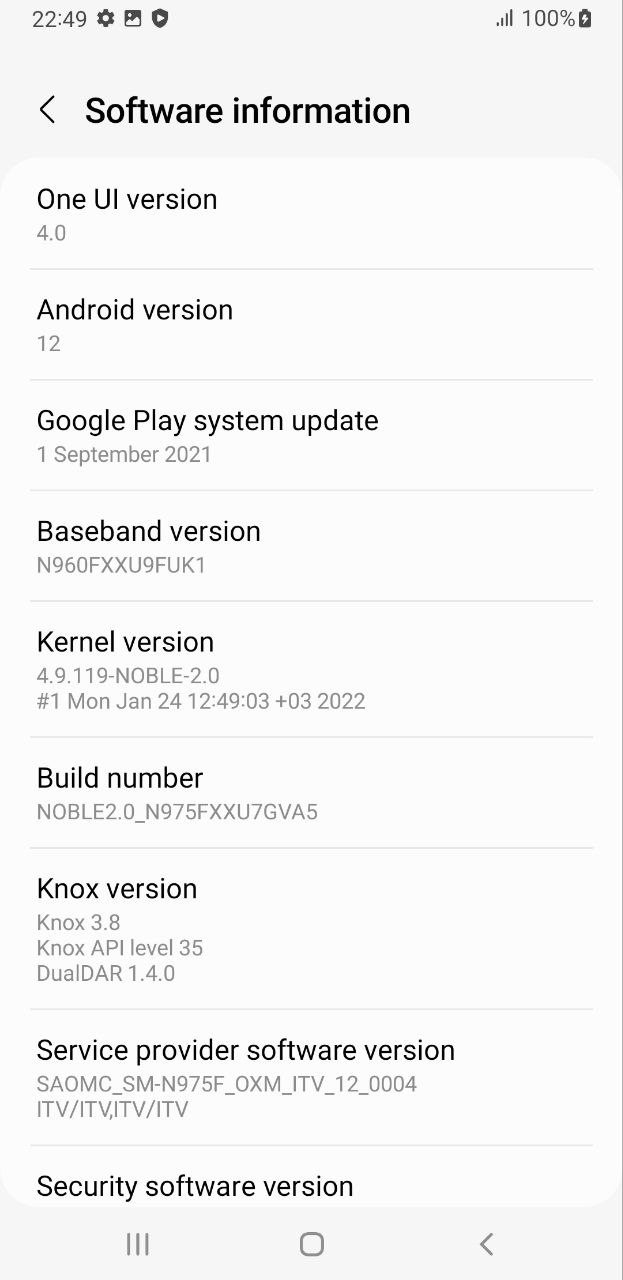 22:49 100%
Software information
One UI version
4.0
Android version
12
Google Play system update
1 September 2021
Baseband version
N960FXXU9FUK1
Kernel version
4.9.119-NOBLE-2.0
#1 Mon Jan 24 12:49:03 +03 2022
Build number
NOBLE2.0_N975FXXU7GVA5
Knox version
Knox 3.8
Knox API level 35
DualDAR 1.4.0
Service provider software version
SAOMC_SM-N975F_OXM_ITV_12_0004
ITV/ITV,ITV/ITV
Security software version